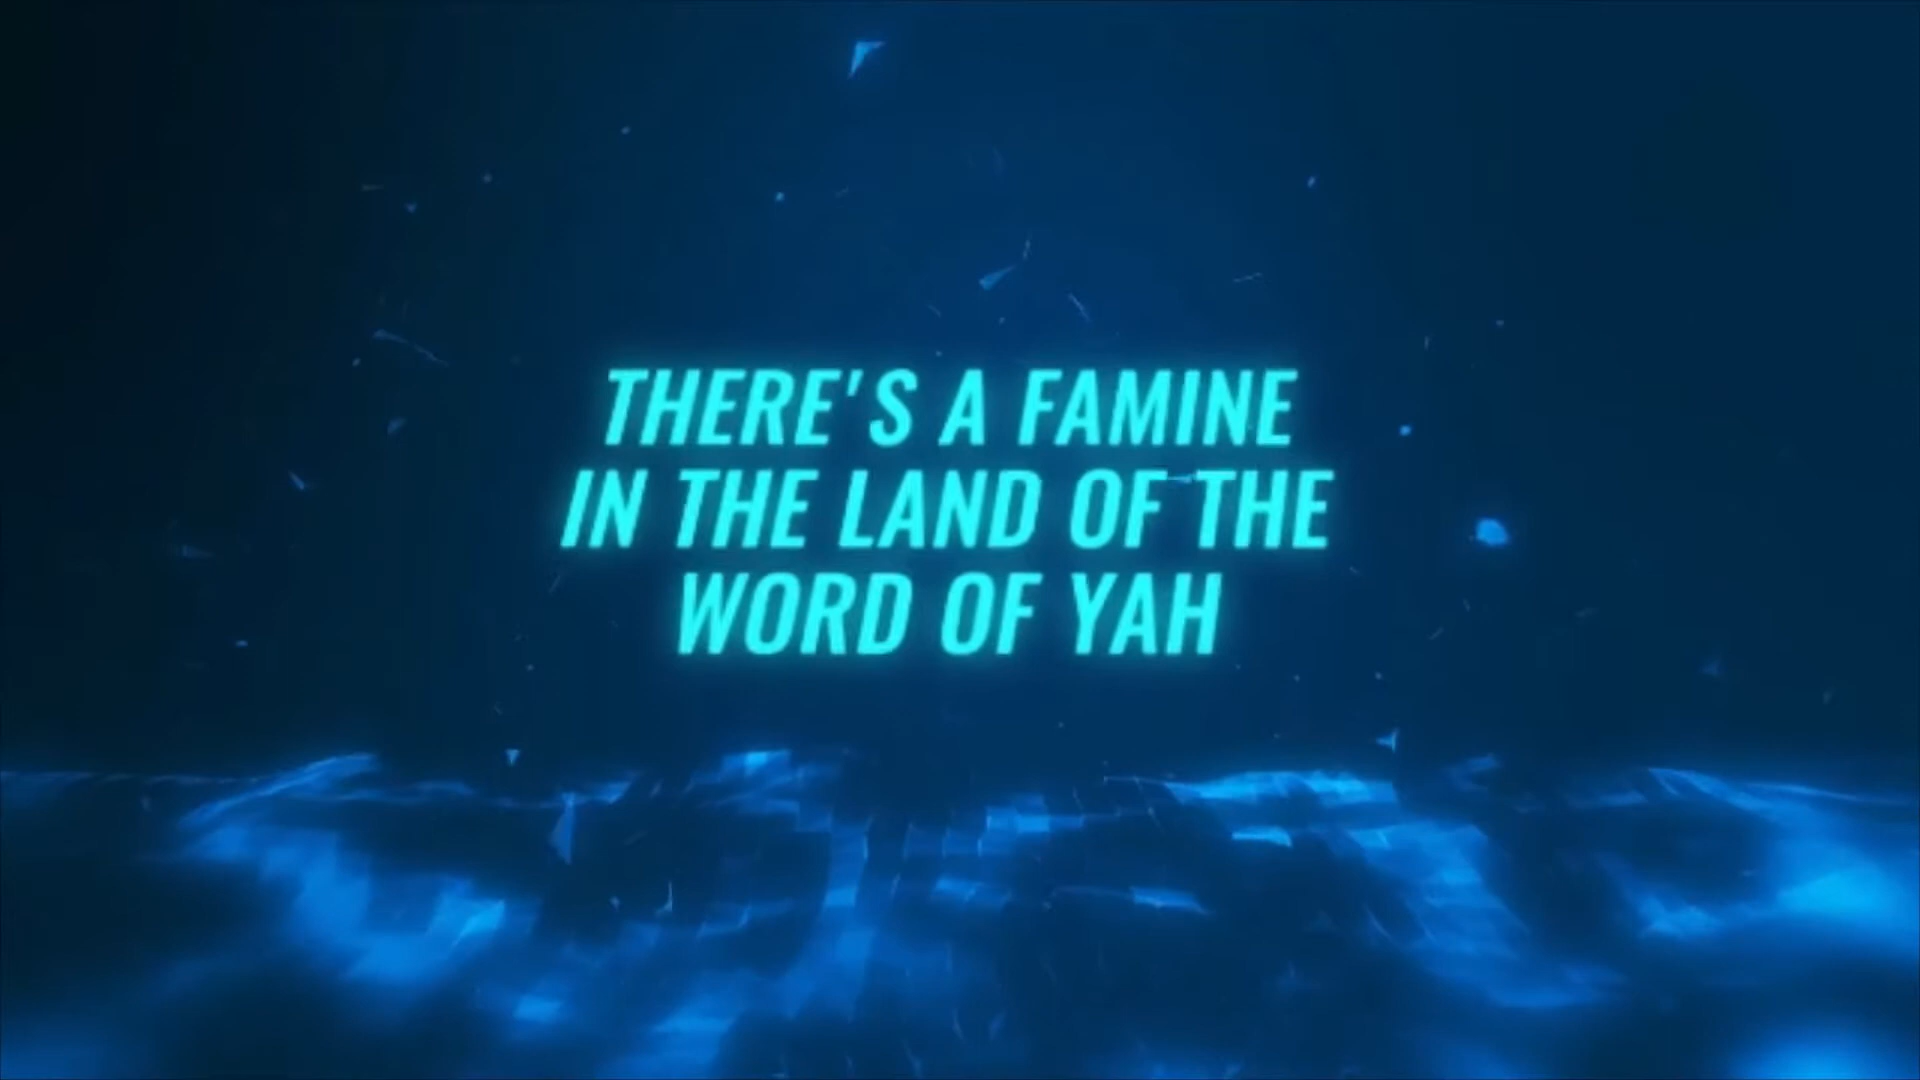 THERE'S A FAMINE
IN THE LAND OF THE
WORD OF YAH